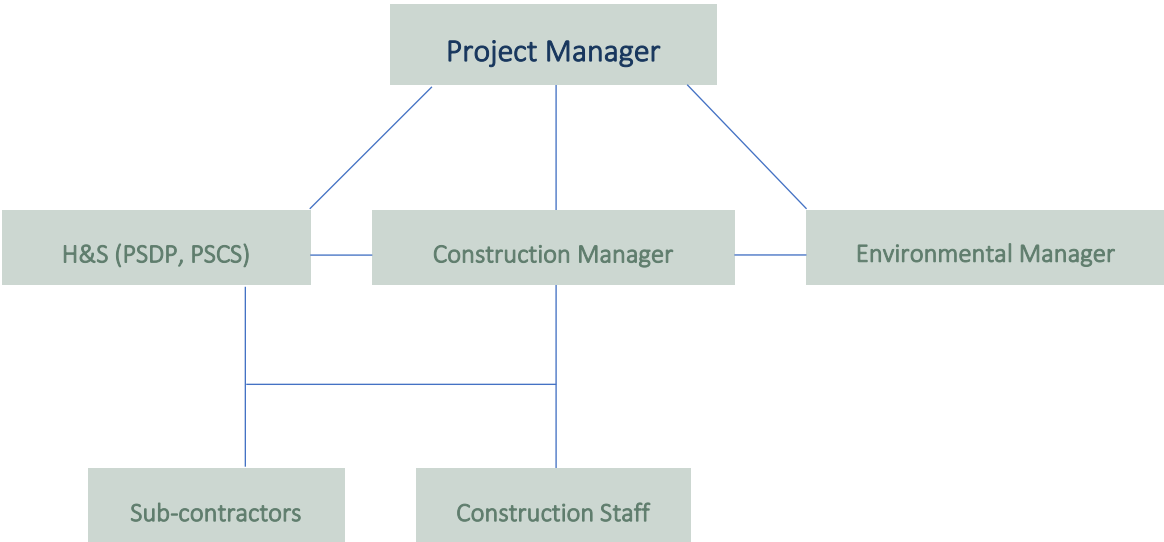 Project Manager
H&S (PSDP, PSCS)
Construction Manager
Environmental Manager
Sub-contractors
Construction Staff